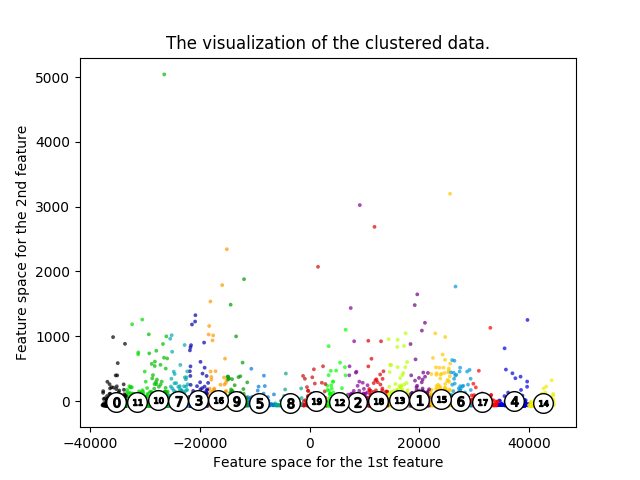 The visualization of the clustered data.
Feature space for the 2nd feature
5000
4000
3000
2000
1000
0
0 11 10 7 3 16 9 5 8 19 12 2 18 13 1 15 6 17 4 14
−40000 −20000 0 20000 40000
Feature space for the 1st feature